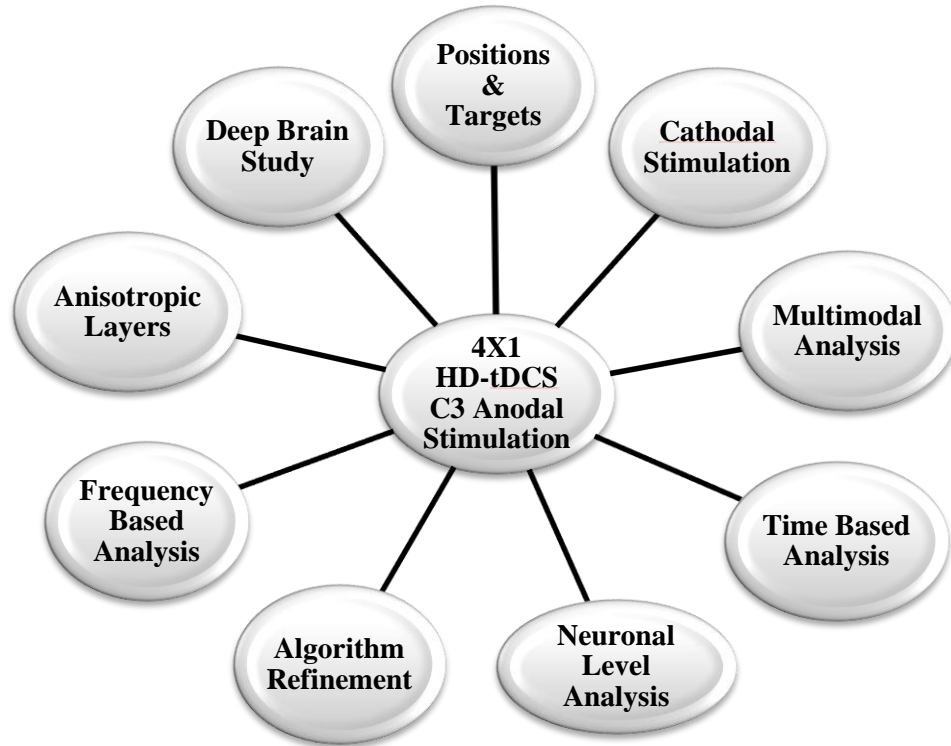 Positions
&
Targets
Deep Brain
Study
Cathodal
Stimulation
Anisotropic
Layers
Multimodal
Analysis
4X1
HD-tDCS
C3 Anodal
Stimulation
Frequency
Based
Analysis
Time Based
Analysis
Algorithm
Refinement
Neuronal
Level
Analysis